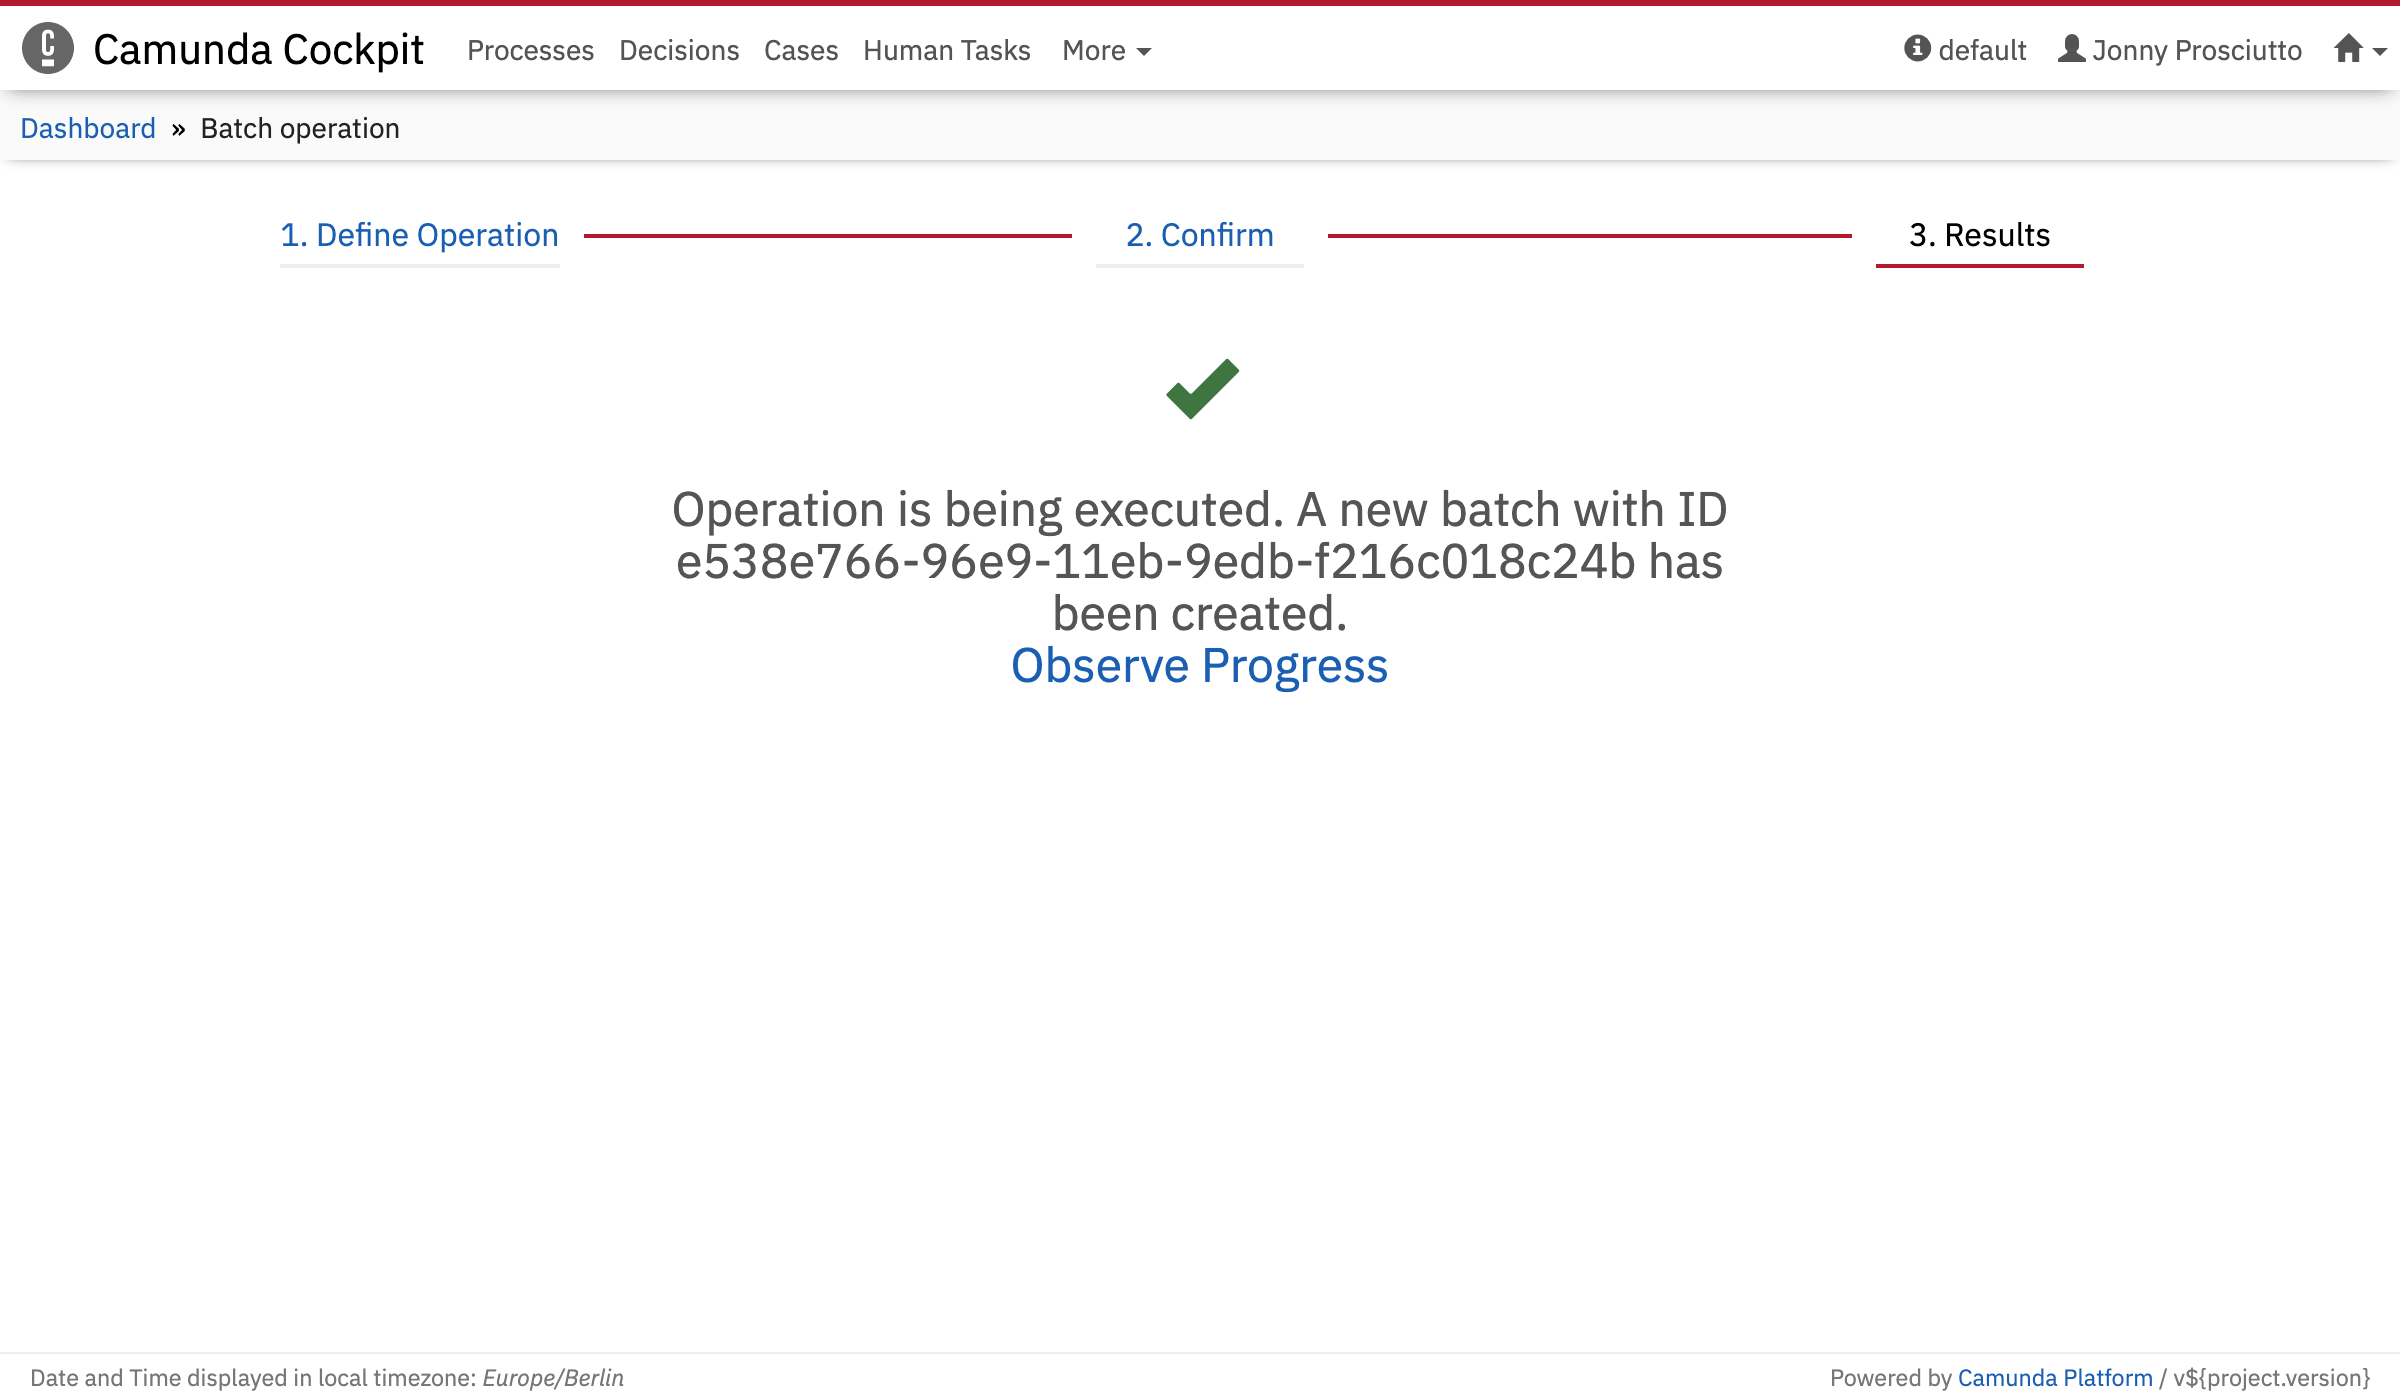 Camunda Cockpit Processes Decisions Cases Human Tasks More default Jonny Prosciutto
Dashboard » Batch operation
1. Define Operation 2. Confirm 3. Results
Operation is being executed. A new batch with ID
e538e766-96e9-11eb-9edb-f216c018c24b has
been created.
Observe Progress
Date and Time displayed in local timezone: Europe/Berlin Powered by Camunda Platform / v${project.version}